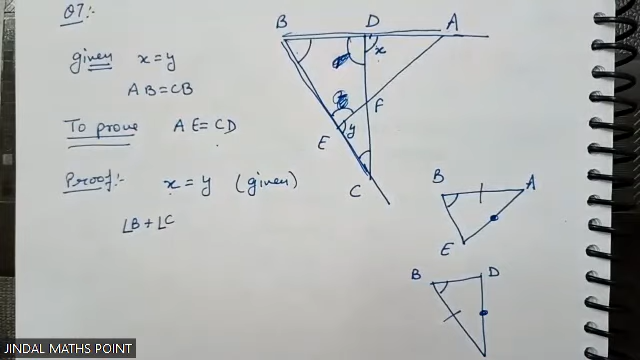 Q7:-
given x = y
AB = CB
To prove AE = CD
Proof:- x = y (given)
∠B + ∠C
B D A
x
F
E y
C
B A
E
B D
JINDAL MATHS POINT